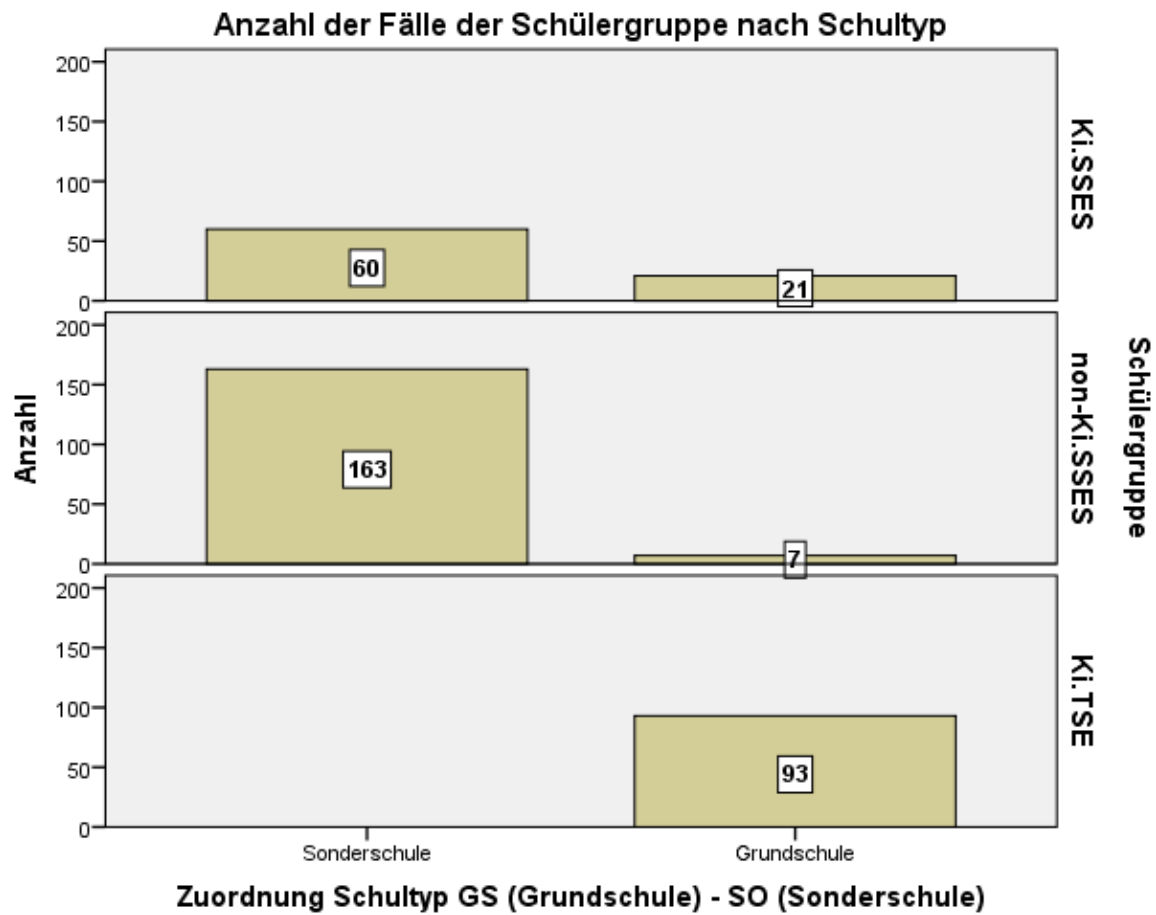 Anzahl der Fälle der Schülergruppe nach Schultyp
200
150
100
50
0
60
21
Ki.SSES
200
150
100
50
0
163
7
non-Ki.SSES
200
150
100
50
0
93
Ki.TSE
Anzahl
Schülergruppe
Sonderschule
Grundschule
Zuordnung Schultyp GS (Grundschule) - SO (Sonderschule)